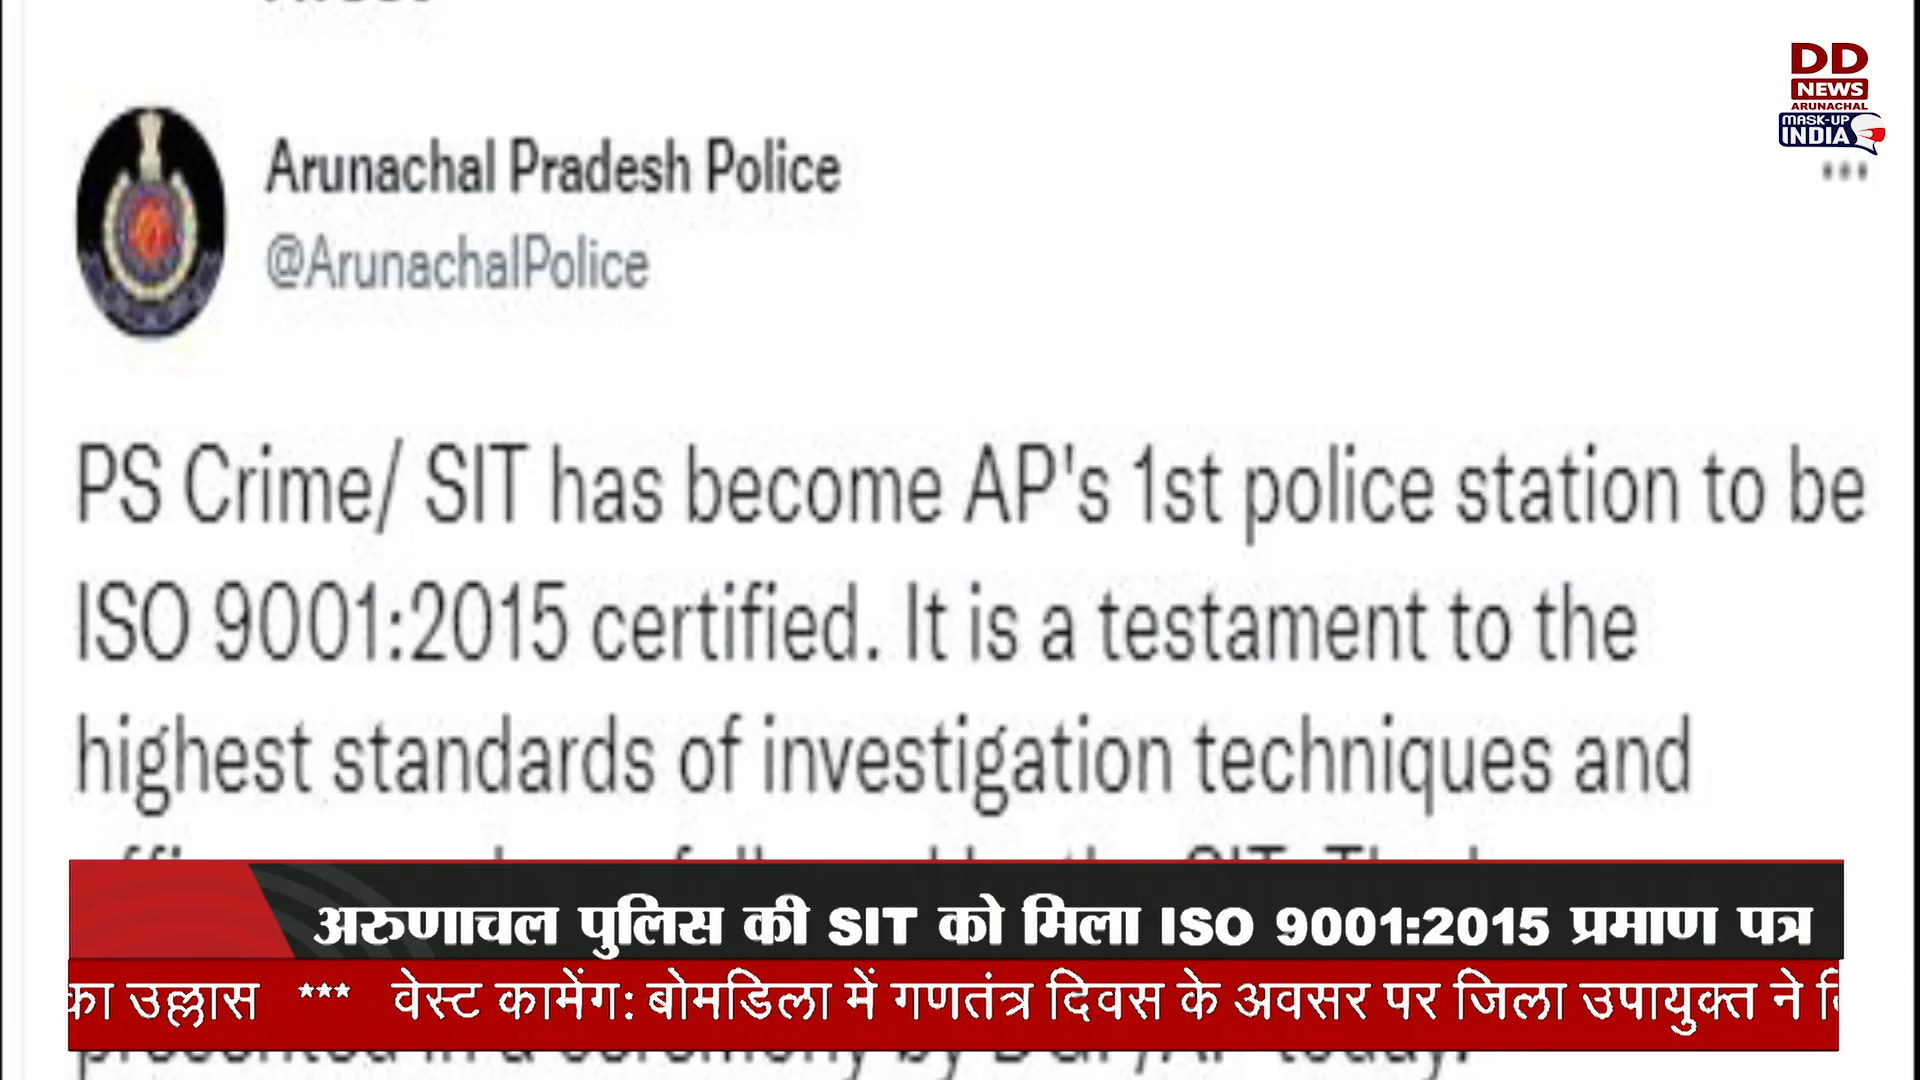 DD
NEWS
ARUNACHAL
MASK-UP
INDIA
Arunachal Pradesh Police
@ArunachalPolice
PS Crime/ SIT has become AP's 1st police station to be
ISO 9001:2015 certified. It is a testament to the
highest standards of investigation techniques and
अरुणाचल पुलिस की SIT को मिला ISO 9001:2015 प्रमाण पत्र
का उल्लास *** वेस्ट कामेंग: बोमडिला में गणतंत्र दिवस के अवसर पर जिला उपायुक्त ने